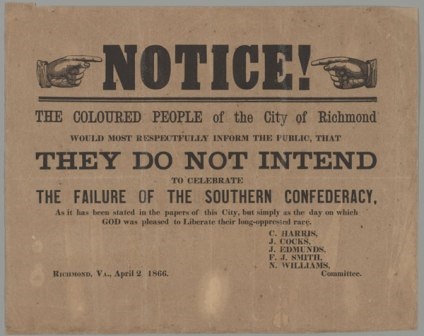 NOTICE!
THE COLOURED PEOPLE of the City of Richmond
WOULD MOST RESPECTFULLY INFORM THE PUBLIC, THAT
THEY DO NOT INTEND
TO CELEBRATE
THE FAILURE OF THE SOUTHERN CONFEDERACY,
As it has been stated in the papers of this City, but simply as the day on which
GOD was pleased to Liberate their long-oppressed race.
C. HARRIS,
J. COCKS,
J. EDMUNDS,
F. J. SMITH,
N. WILLIAMS,
RICHMOND, VA., April 2 1866. Committee.